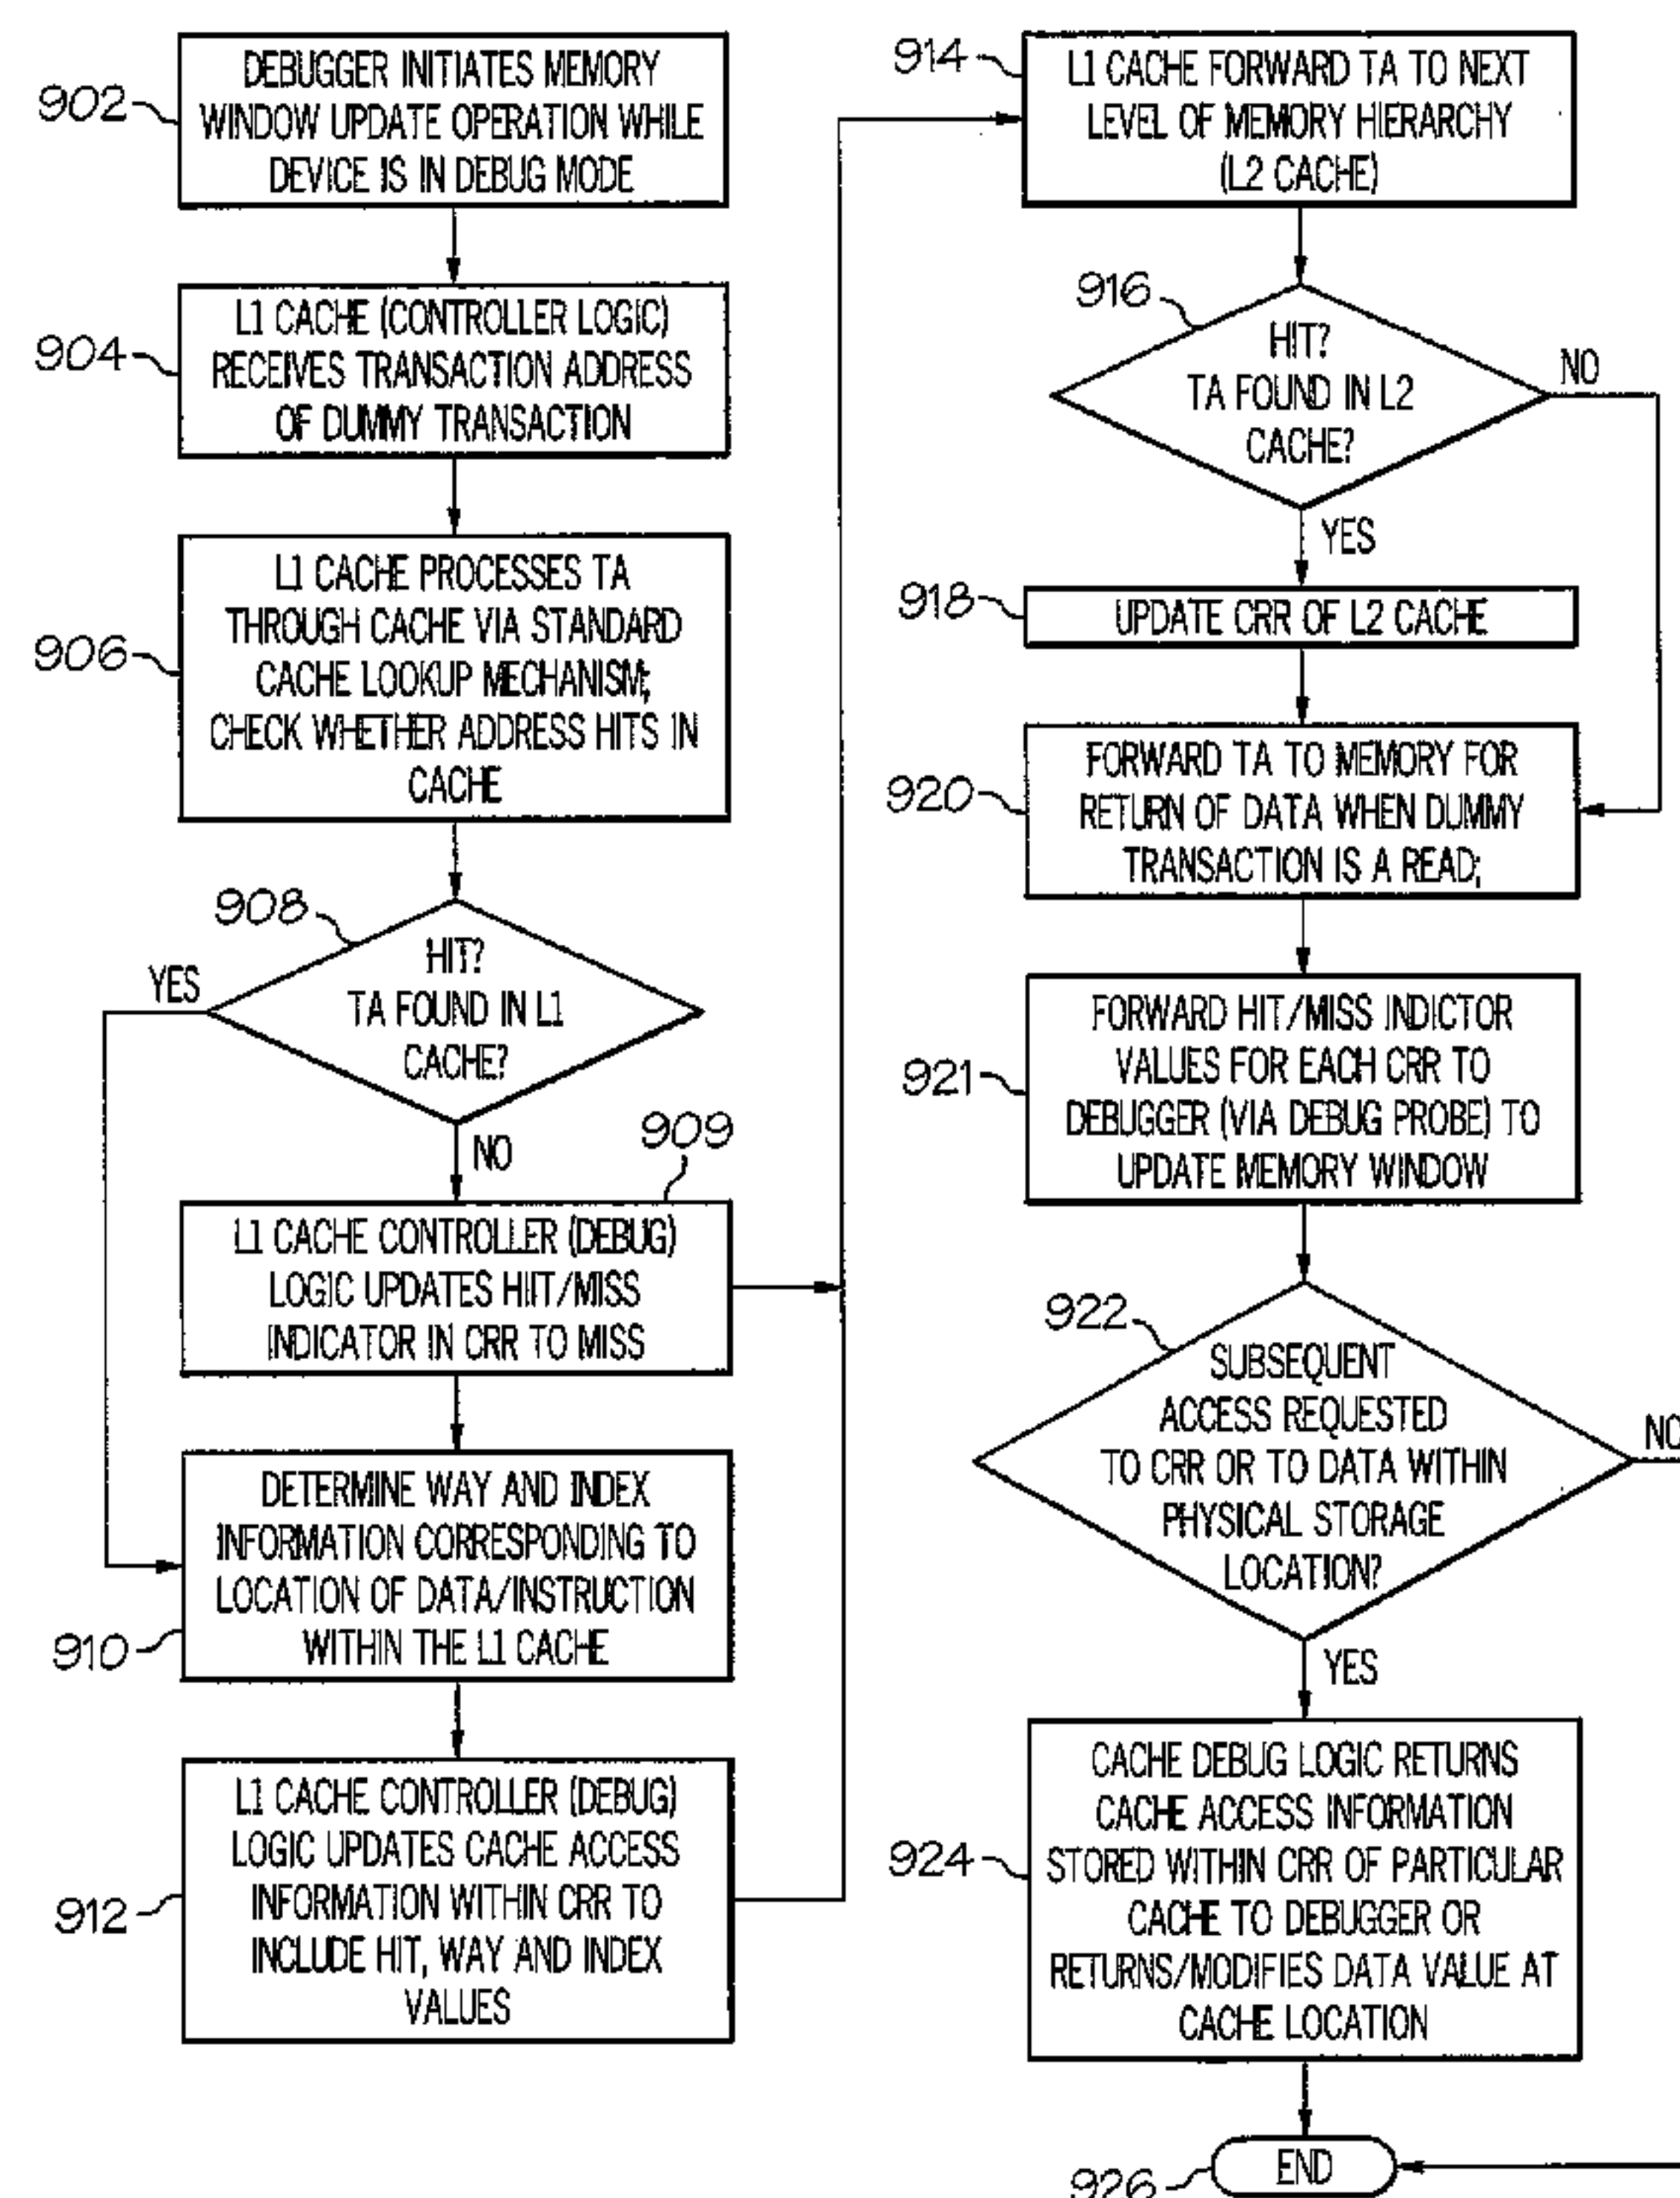 902
DEBUGGER INITIATES MEMORY
WINDOW UPDATE OPERATION WHILE
DEVICE IS IN DEBUG MODE
904
L1 CACHE (CONTROLLER LOGIC)
RECEIVES TRANSACTION ADDRESS
OF DUMMY TRANSACTION
906
L1 CACHE PROCESSES TA
THROUGH CACHE VIA STANDARD
CACHE LOOKUP MECHANISM;
CHECK WHETHER ADDRESS HITS IN
CACHE
908
HIT?
TA FOUND IN L1
CACHE?
YES
NO
909
L1 CACHE CONTROLLER (DEBUG)
LOGIC UPDATES HIIT/MISS
INDICATOR IN CRR TO MISS
910
DETERMINE WAY AND INDEX
INFORMATION CORRESPONDING TO
LOCATION OF DATA/INSTRUCTION
WITHIN THE L1 CACHE
912
L1 CACHE CONTROLLER (DEBUG)
LOGIC UPDATES CACHE ACCESS
INFORMATION WITHIN CRR TO
INCLUDE HIT, WAY AND INDEX
VALUES
914
L1 CACHE FORWARD TA TO NEXT
LEVEL OF MEMORY HIERARCHY
(L2 CACHE)
916
HIT?
TA FOUND IN L2
CACHE?
NO
YES
918
UPDATE CRR OF L2 CACHE
920
FORWARD TA TO MEMORY FOR
RETURN OF DATA WHEN DUMMY
TRANSACTION IS A READ;
921
FORWARD HIT/MISS INDICTOR
VALUES FOR EACH CRR TO
DEBUGGER (VIA DEBUG PROBE) TO
UPDATE MEMORY WINDOW
922
SUBSEQUENT
ACCESS REQUESTED
TO CRR OR TO DATA WITHIN
PHYSICAL STORAGE
LOCATION?
NO
YES
924
CACHE DEBUG LOGIC RETURNS
CACHE ACCESS INFORMATION
STORED WITHIN CRR OF PARTICULAR
CACHE TO DEBUGGER OR
RETURNS/MODIFIES DATA VALUE AT
CACHE LOCATION
926
END